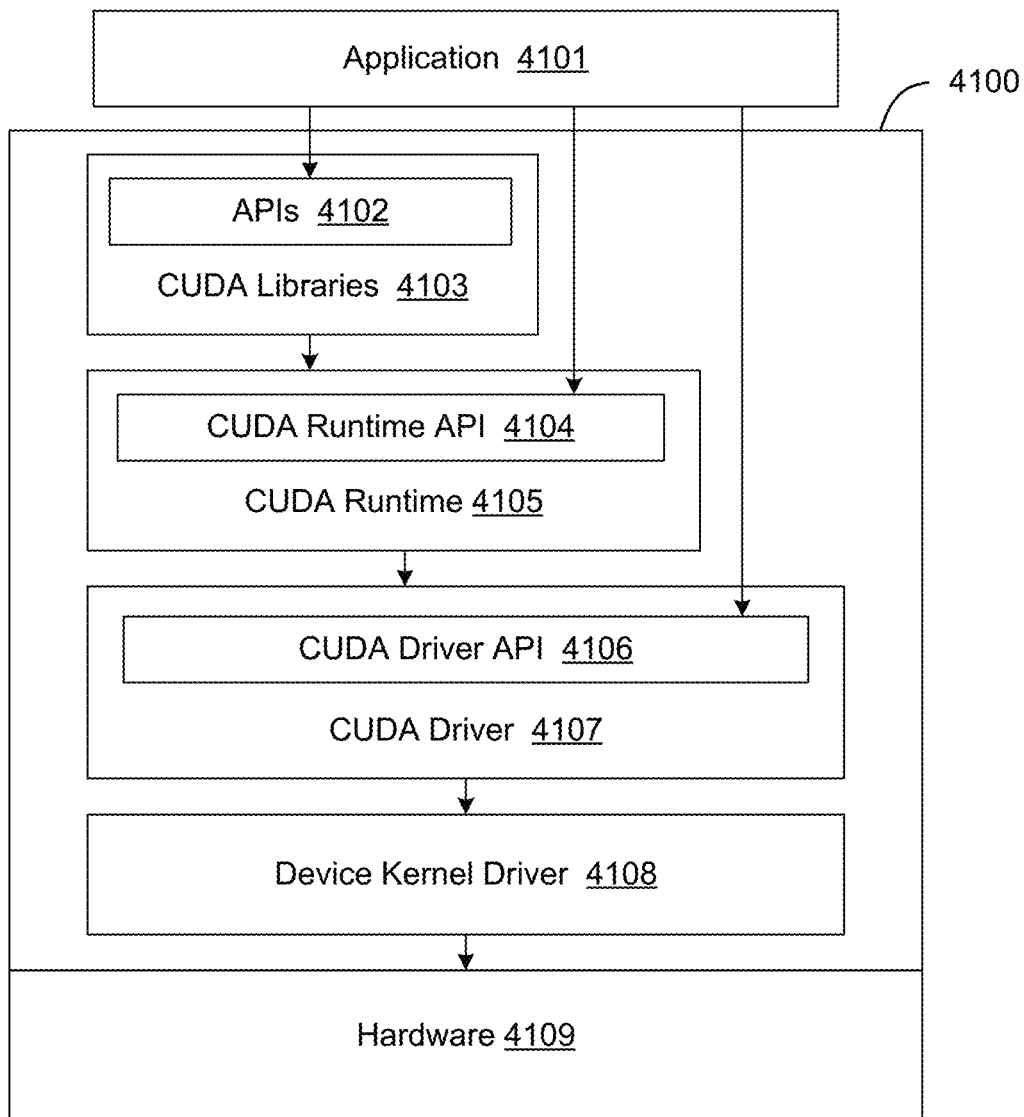 Application 4101
4100
APIs 4102
CUDA Libraries 4103
CUDA Runtime API 4104
CUDA Runtime 4105
CUDA Driver API 4106
CUDA Driver 4107
Device Kernel Driver 4108
Hardware 4109